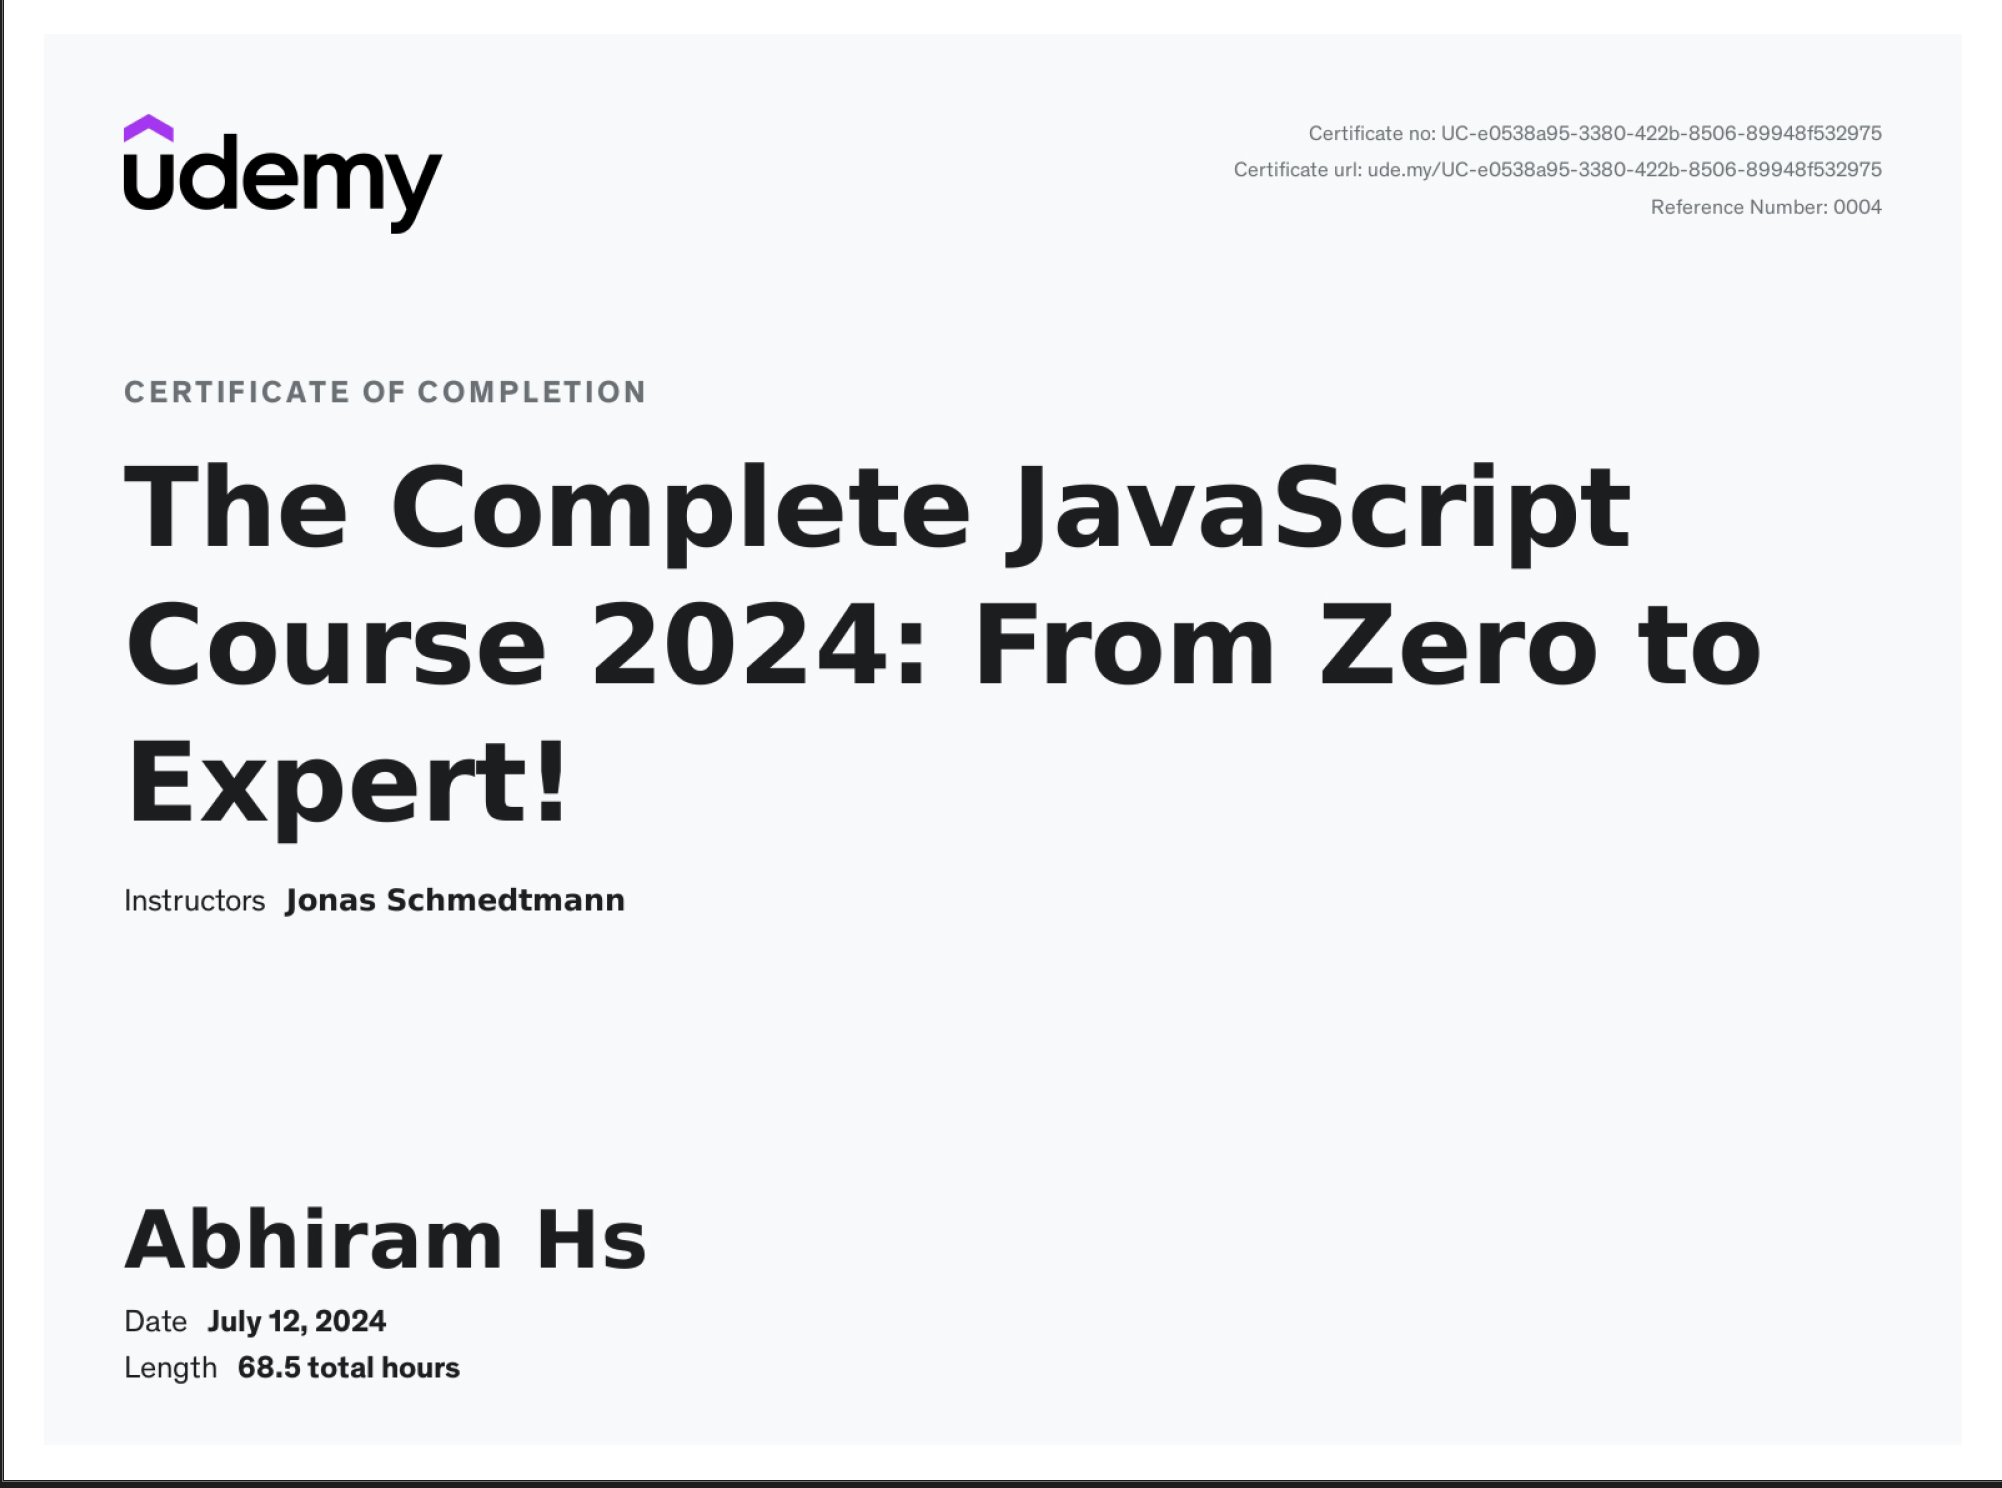 udemy
Certificate no: UC-e0538a95-3380-422b-8506-89948f532975
Certificate url: ude.my/UC-e0538a95-3380-422b-8506-89948f532975
Reference Number: 0004
CERTIFICATE OF COMPLETION
The Complete JavaScript
Course 2024: From Zero to
Expert!
Instructors Jonas Schmedtmann
Abhiram Hs
Date July 12, 2024
Length 68.5 total hours